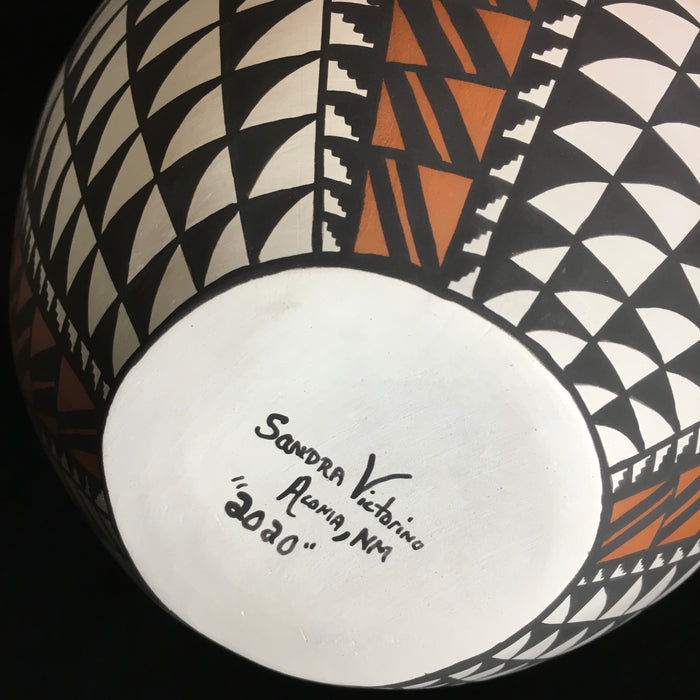 Sandra Victorino
Acoma, NM
"2020"